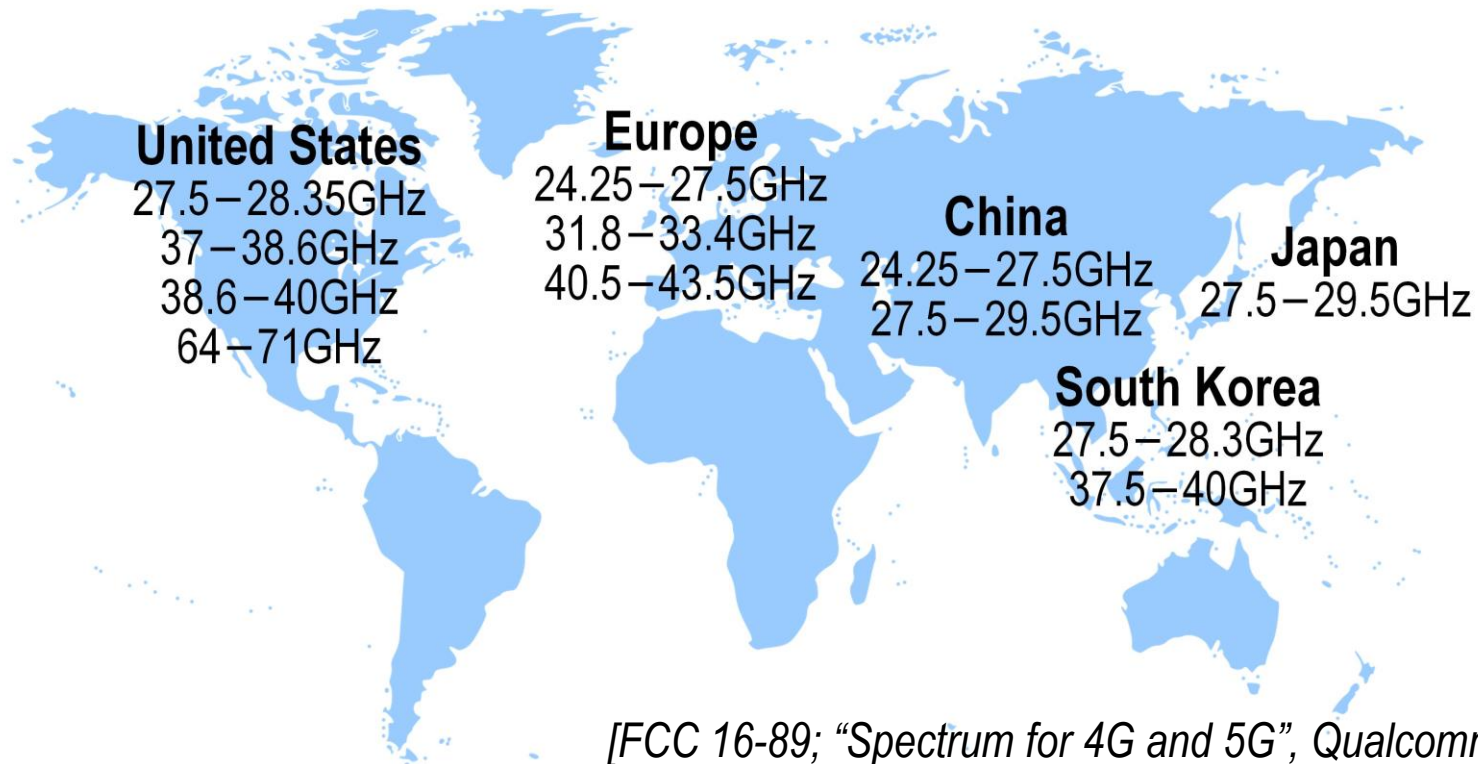 United States
27.5–28.35GHz
37–38.6GHz
38.6–40GHz
64–71GHz
Europe
24.25–27.5GHz
31.8–33.4GHz
40.5–43.5GHz
China
24.25–27.5GHz
27.5–29.5GHz
Japan
27.5–29.5GHz
South Korea
27.5–28.3GHz
37.5–40GHz
[FCC 16-89; “Spectrum for 4G and 5G”,